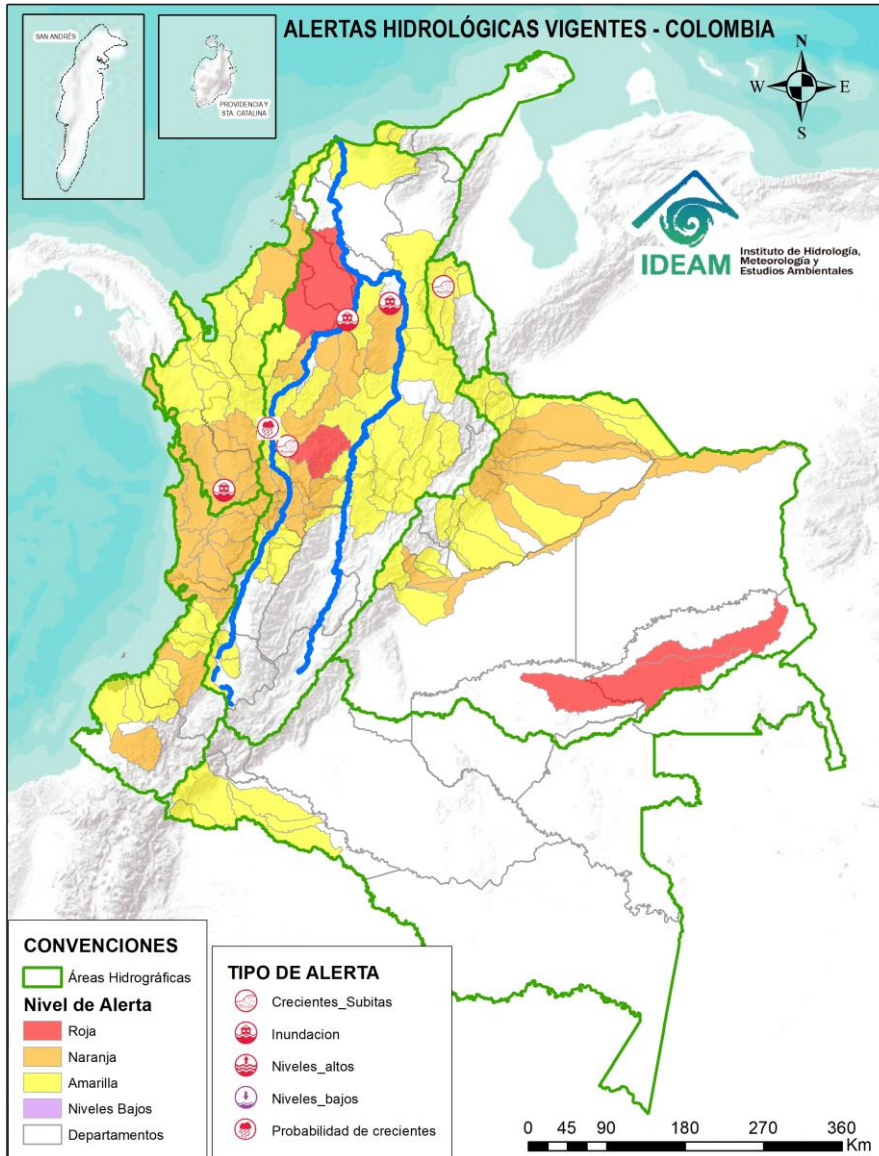 ALERTAS HIDROLÓGICAS VIGENTES - COLOMBIA
SAN ANDRÉS
PROVIDENCIA Y
STA. CATALINA
N
W
E
S
IDEAM
Instituto de Hidrología,
Meteorología y
Estudios Ambientales
CONVENCIONES
Áreas Hidrográficas
Nivel de Alerta
Roja
Naranja
Amarilla
Niveles Bajos
Departamentos
TIPO DE ALERTA
Crecientes_Subitas
Inundacion
Niveles_altos
Niveles_bajos
Probabilidad de crecientes
0 45 90 180 270 360
Km